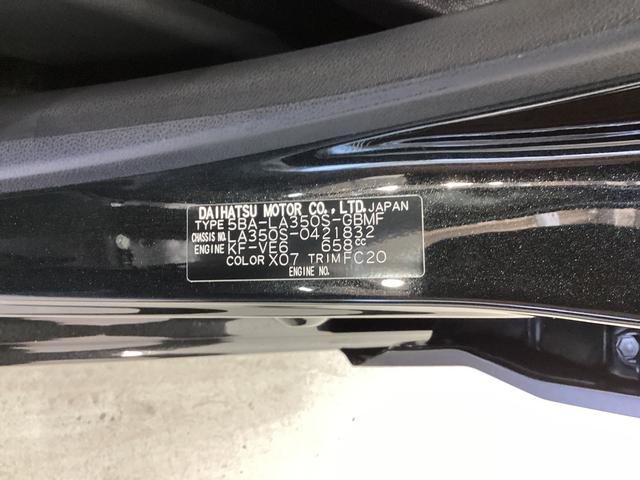 DAIHATSU MOTOR CO., LTD. JAPAN
TYPE 5BA-LA350S-GBMF
CHASSIS NO. LA350S-0421832
ENGINE KF-VE6 658cc
COLOR X07 TRIM FC20
ENGINE NO.